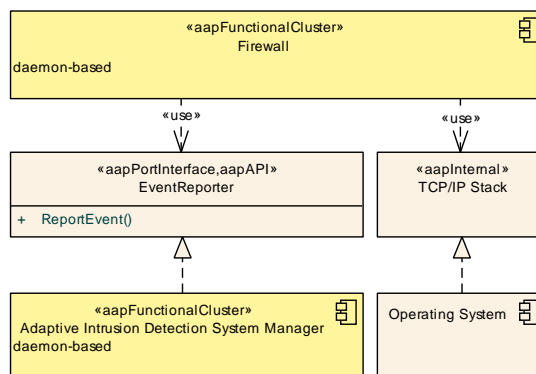 «aapFunctionalCluster»
Firewall
daemon-based
«use»
«use»
«aapPortInterface,aapAPI»
EventReporter
+ ReportEvent()
«aapInternal»
TCP/IP Stack
«aapFunctionalCluster»
Adaptive Intrusion Detection System Manager
daemon-based
Operating System